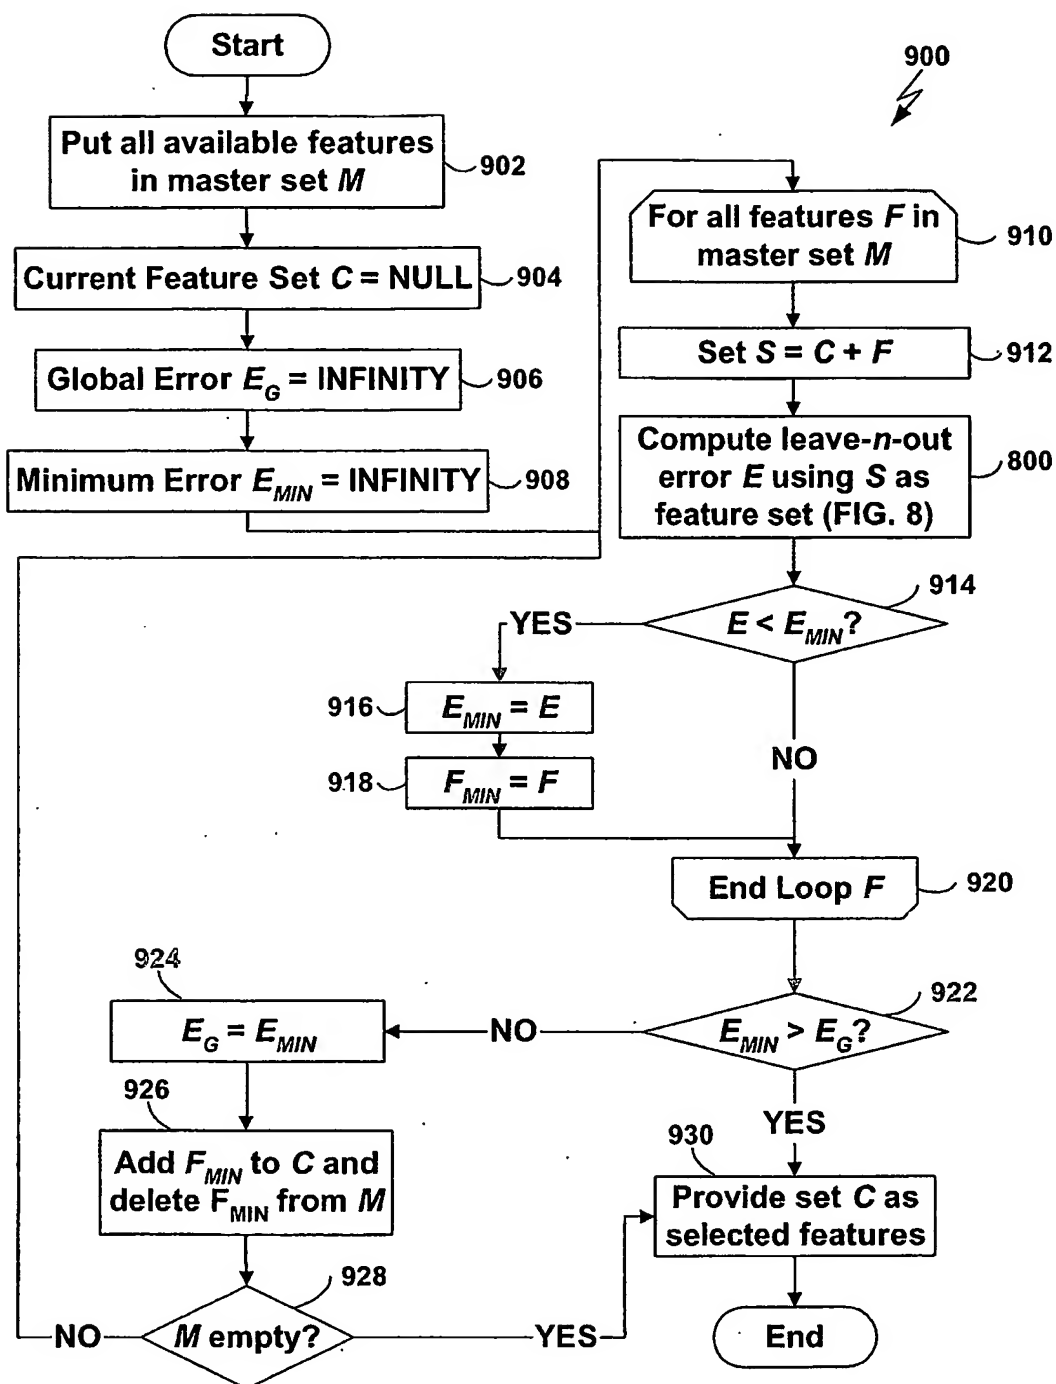 Start
900
Put all available features
in master set M
902
Current Feature Set C = NULL
904
Global Error E_G = INFINITY
906
Minimum Error E_MIN = INFINITY
908
For all features F in
master set M
910
Set S = C + F
912
Compute leave-n-out
error E using S as
feature set (FIG. 8)
800
914
E < E_MIN?
YES
916
E_MIN = E
918
F_MIN = F
NO
End Loop F
920
922
E_MIN > E_G?
NO
924
E_G = E_MIN
926
Add F_MIN to C and
delete F_MIN from M
928
M empty?
NO
YES
YES
930
Provide set C as
selected features
End